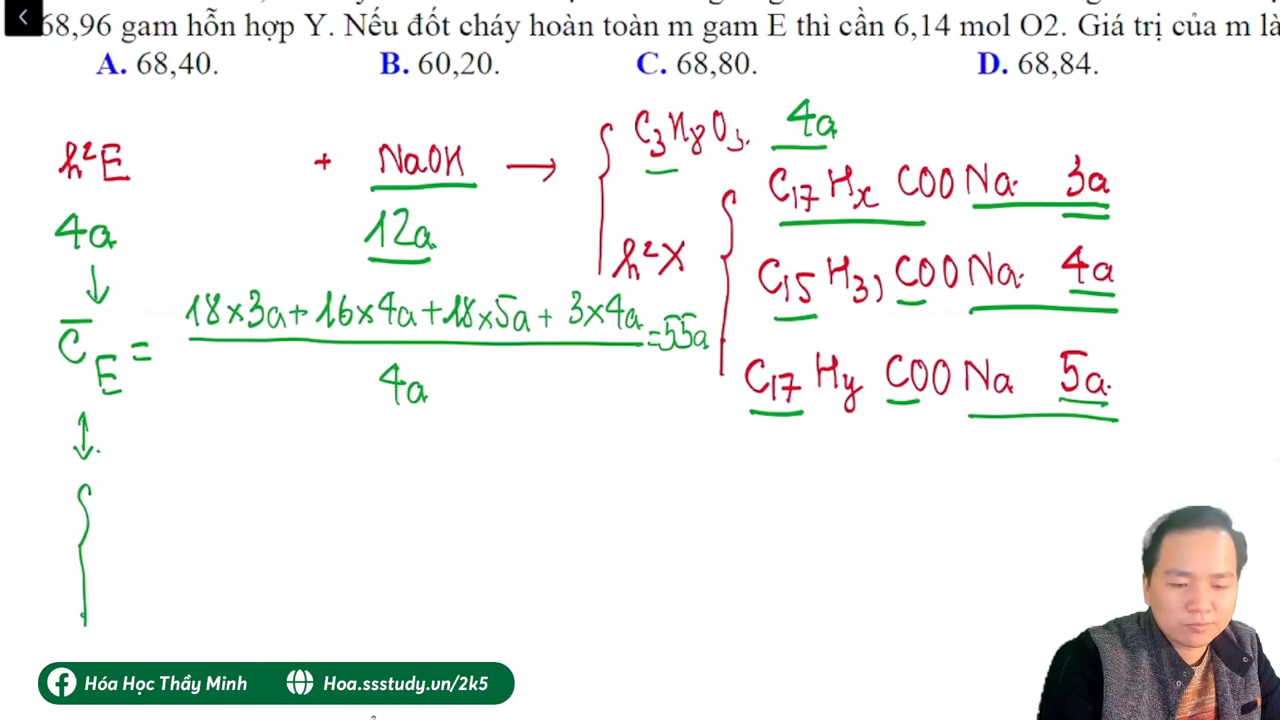 68,96 gam hỗn hợp Y. Nếu đốt cháy hoàn toàn m gam E thì cần 6,14 mol O2. Giá trị của m là
A. 68,40. B. 60,20. C. 68,80. D. 68,84.
h²E + NaOH → C₃H₈O₃. 4a
4a 12a
h²X
C₁₇HₓCOONa. 3a
C₁₅H₃₁COONa. 4a
C₁₇HᵧCOONa 5a.
C̅_E = (18×3a + 16×4a + 18×5a + 3×4a) / 4a = 55a
Hóa Học Thầy Minh
Hoa.ssstudy.vn/2k5